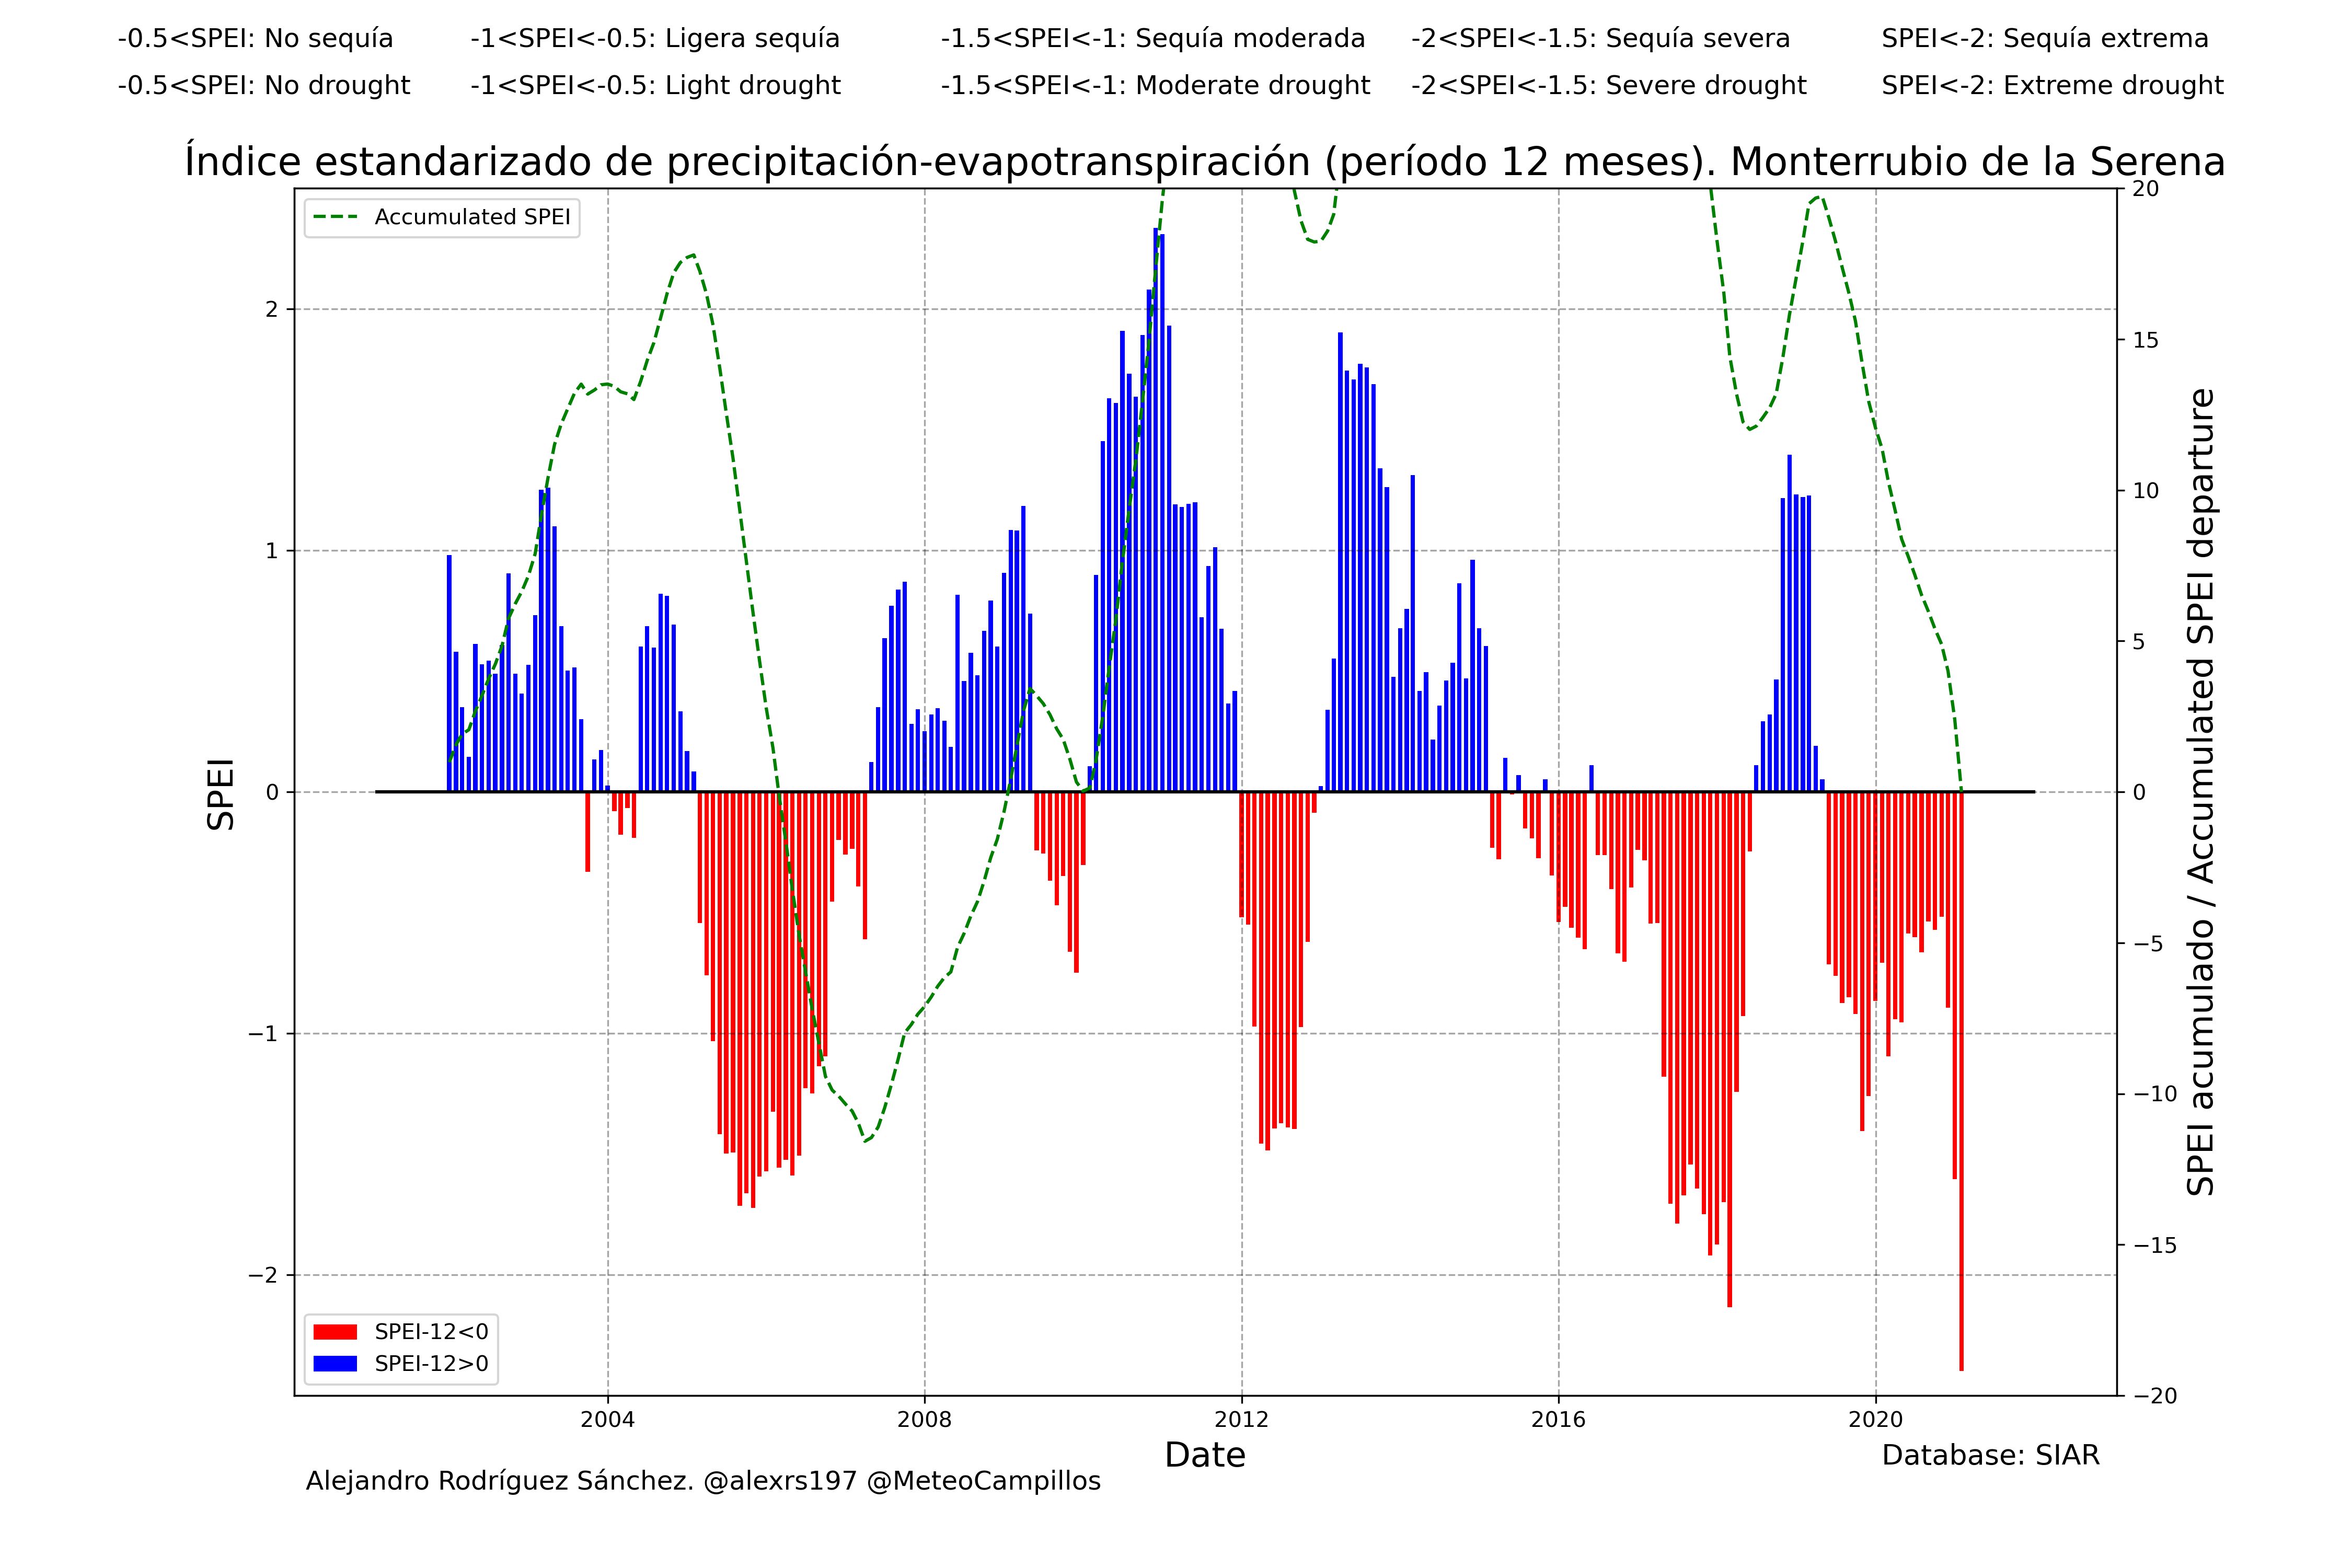 -0.5<SPEI: No sequía -1<SPEI<-0.5: Ligera sequía -1.5<SPEI<-1: Sequía moderada -2<SPEI<-1.5: Sequía severa SPEI<-2: Sequía extrema
-0.5<SPEI: No drought -1<SPEI<-0.5: Light drought -1.5<SPEI<-1: Moderate drought -2<SPEI<-1.5: Severe drought SPEI<-2: Extreme drought
Índice estandarizado de precipitación-evapotranspiración (período 12 meses). Monterrubio de la Serena
Accumulated SPEI
SPEI
2
1
0
−1
−2
20
15
10
5
0
−5
−10
−15
−20
SPEI acumulado / Accumulated SPEI departure
SPEI-12<0
SPEI-12>0
2004 2008 2012 2016 2020
Date
Database: SIAR
Alejandro Rodríguez Sánchez. @alexrs197 @MeteoCampillos